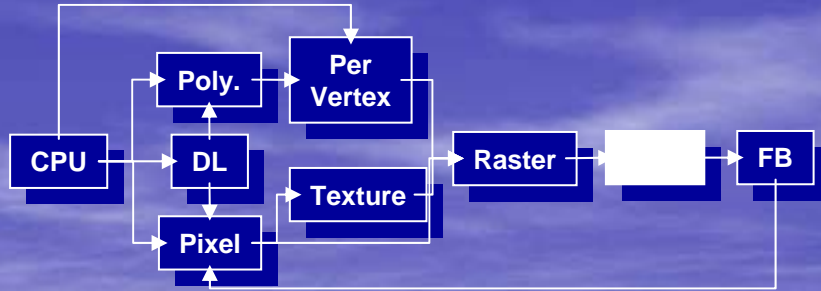 Poly.
Per
Vertex
CPU
DL
Raster
FB
Texture
Pixel